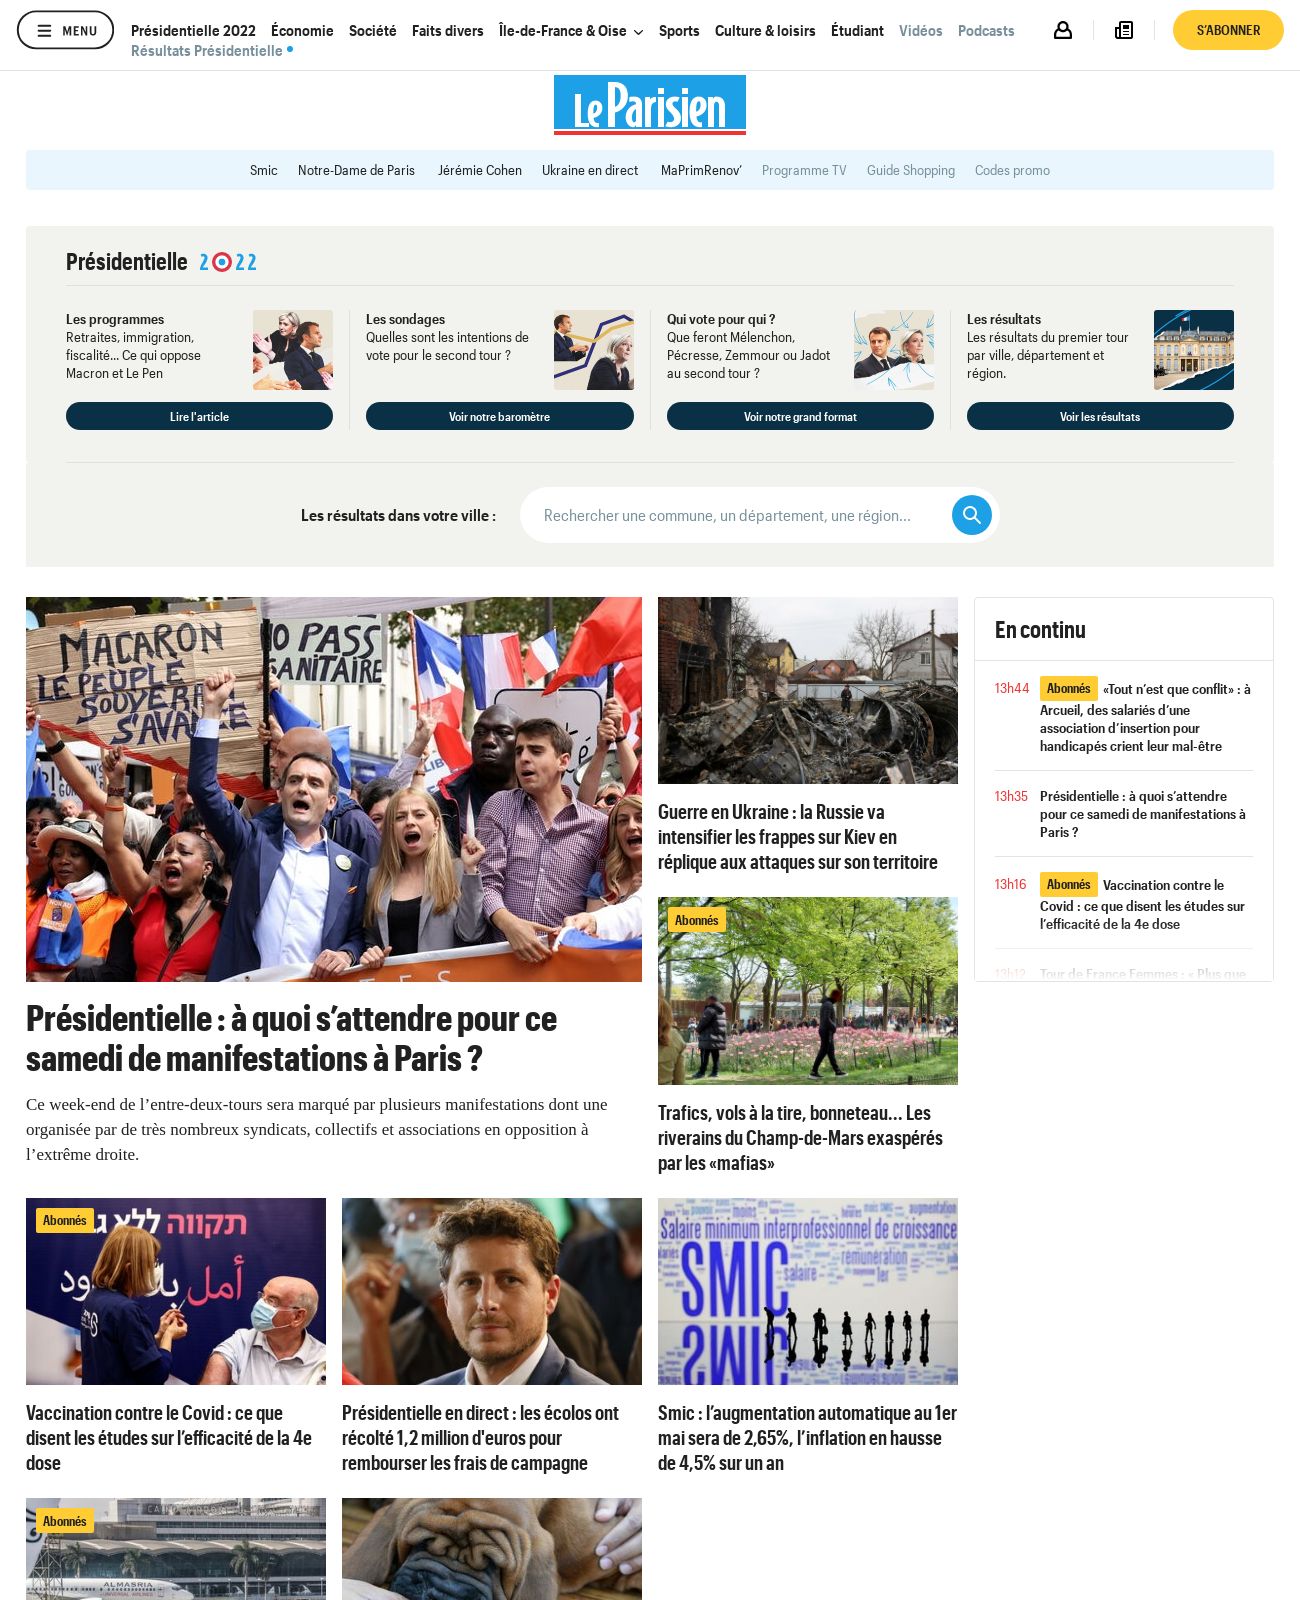 MENU
Présidentielle 2022 Économie Société Faits divers Île-de-France & Oise Sports Culture & loisirs Étudiant Vidéos Podcasts
Résultats Présidentielle
S’ABONNER
Le Parisien
Smic Notre-Dame de Paris Jérémie Cohen Ukraine en direct MaPrimRenov’ Programme TV Guide Shopping Codes promo
Présidentielle 2022
Les programmes
Retraites, immigration,
fiscalité... Ce qui oppose
Macron et Le Pen
Lire l'article
Les sondages
Quelles sont les intentions de
vote pour le second tour ?
Voir notre baromètre
Qui vote pour qui ?
Que feront Mélenchon,
Pécresse, Zemmour ou Jadot
au second tour ?
Voir notre grand format
Les résultats
Les résultats du premier tour
par ville, département et
région.
Voir les résultats
Les résultats dans votre ville :
Rechercher une commune, un département, une région...
MACARON
LE PEUPLE
SOUVERAIN
S'AVANCE
NO PASS
SANITAIRE
Présidentielle : à quoi s’attendre pour ce
samedi de manifestations à Paris ?
Ce week-end de l’entre-deux-tours sera marqué par plusieurs manifestations dont une
organisée par de très nombreux syndicats, collectifs et associations en opposition à
l’extrême droite.
Guerre en Ukraine : la Russie va
intensifier les frappes sur Kiev en
réplique aux attaques sur son territoire
Abonnés
Trafics, vols à la tire, bonneteau… Les
riverains du Champ-de-Mars exaspérés
par les «mafias»
En continu
13h44 Abonnés «Tout n’est que conflit» : à
Arcueil, des salariés d’une
association d’insertion pour
handicapés crient leur mal-être
13h35 Présidentielle : à quoi s’attendre
pour ce samedi de manifestations à
Paris ?
13h16 Abonnés Vaccination contre le
Covid : ce que disent les études sur
l’efficacité de la 4e dose
13h12 Tour de France Femmes : « Plus que
Abonnés
תקווה ללא
أمل
Vaccination contre le Covid : ce que
disent les études sur l’efficacité de la 4e
dose
Présidentielle en direct : les écolos ont
récolté 1,2 million d'euros pour
rembourser les frais de campagne
augmentation
Salaire minimum interprofessionnel de croissance
SMIC
rémunération
salaire
1er
Smic : l’augmentation automatique au 1er
mai sera de 2,65%, l’inflation en hausse
de 4,5% sur un an
Abonnés
ALMASRIA
UNIVERSAL AIRLINES